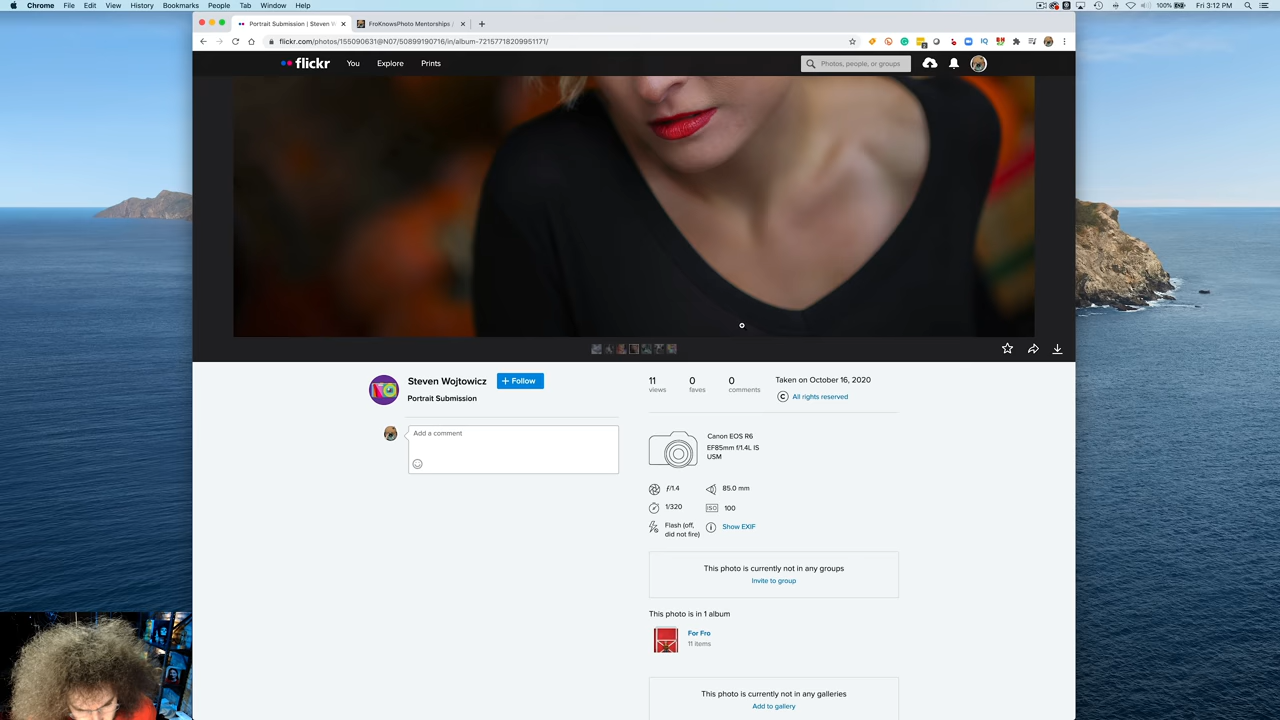 Chrome File Edit View History Bookmarks People Tab Window Help
100% Fri 3:12 PM
Portrait Submission | Steven W
FroKnowsPhoto Mentorships
flickr.com/photos/155090631@N07/50899190716/in/album-72157718209951171/
flickr You Explore Prints
Photos, people, or groups
Steven Wojtowicz
+ Follow
Portrait Submission
Add a comment
11 0 0
views faves comments
Taken on October 16, 2020
C All rights reserved
Canon EOS R6
EF85mm f/1.4L IS
USM
ƒ/1.4 85.0 mm
1/320 ISO 100
Flash (off,
did not fire)
Show EXIF
This photo is currently not in any groups
Invite to group
This photo is in 1 album
For Fro
11 items
This photo is currently not in any galleries
Add to gallery